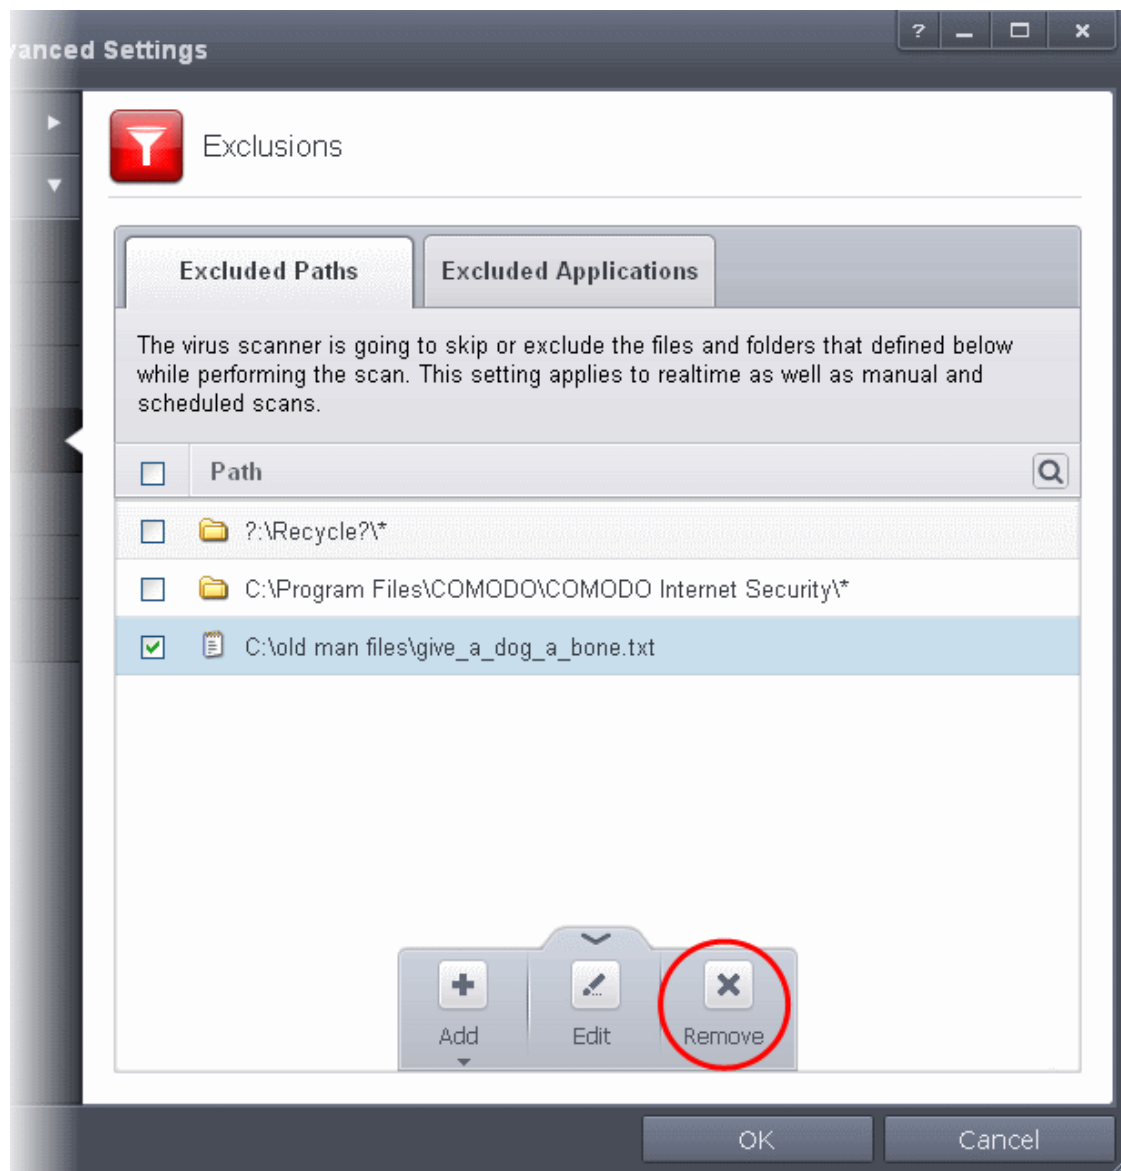 Advanced Settings
?
Exclusions
Excluded Paths
Excluded Applications
The virus scanner is going to skip or exclude the files and folders that defined below
while performing the scan. This setting applies to realtime as well as manual and
scheduled scans.
Path
?:\Recycle?\*
C:\Program Files\COMODO\COMODO Internet Security\*
C:\old man files\give_a_dog_a_bone.txt
Add
Edit
Remove
OK
Cancel